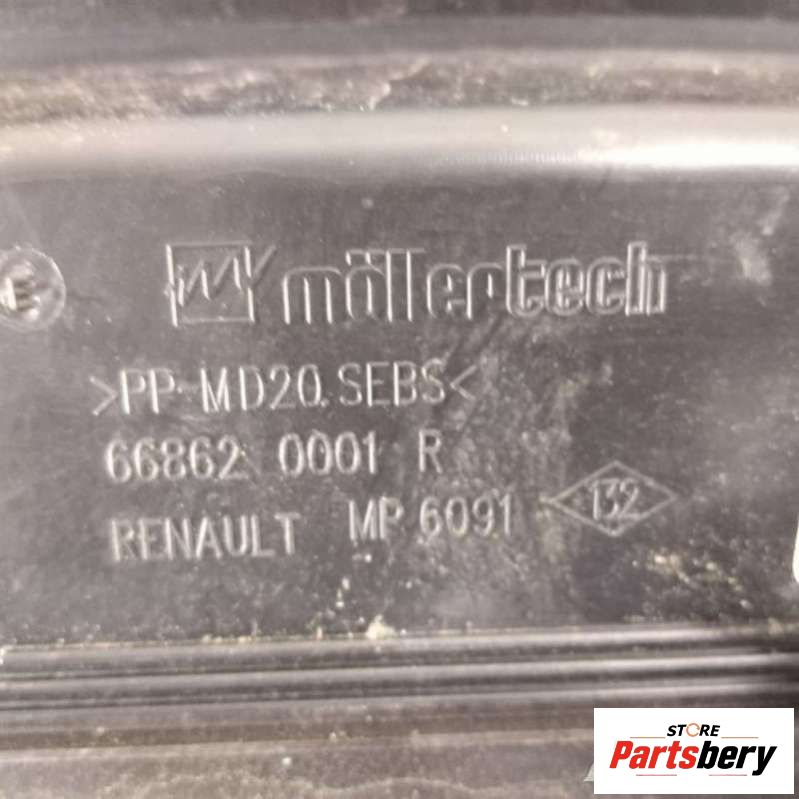 möllertech
>PP-MD20.SEBS<
66862 0001 R
RENAULT MP 6091 132
STORE
Partsbery